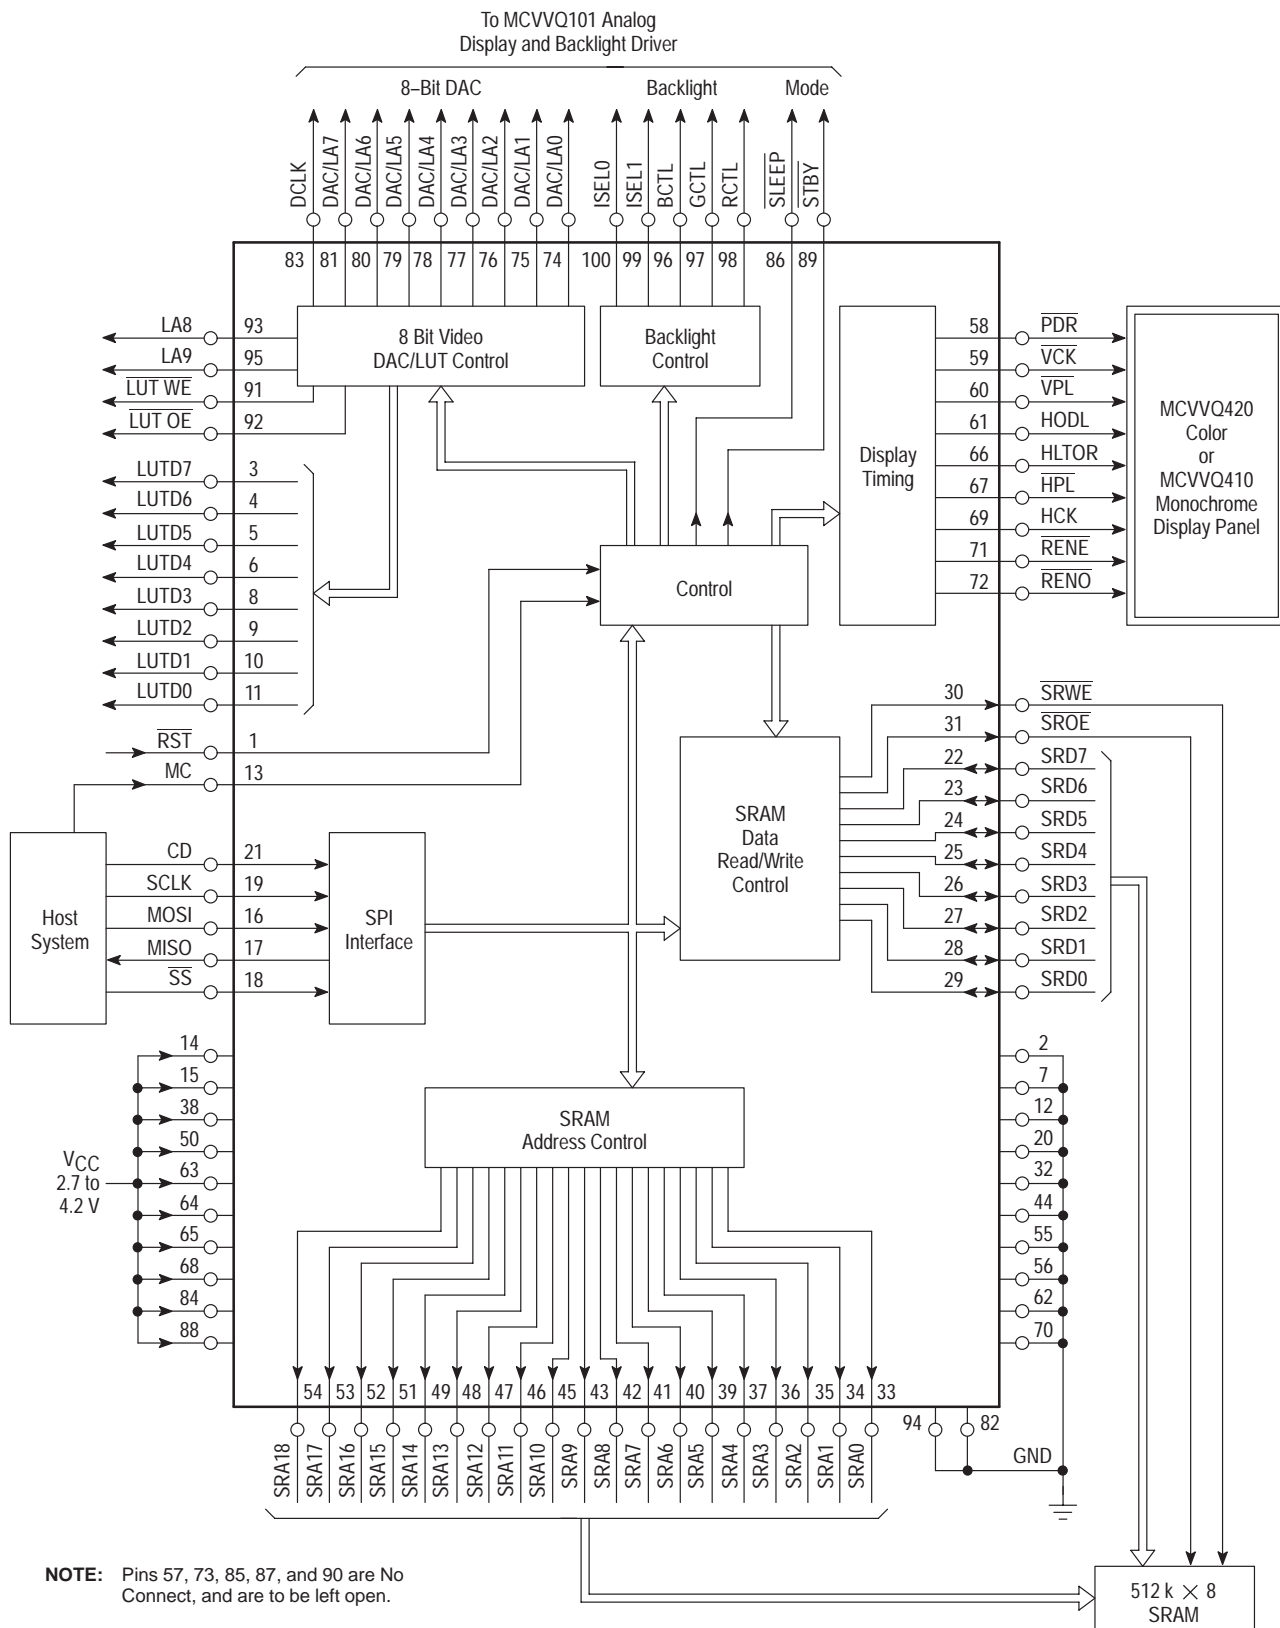 To MCVVQ101 Analog
Display and Backlight Driver
8–Bit DAC
Backlight
Mode
DCLK
DAC/LA7
DAC/LA6
DAC/LA5
DAC/LA4
DAC/LA3
DAC/LA2
DAC/LA1
DAC/LA0
ISEL0
ISEL1
BCTL
GCTL
RCTL
SLEEP
STBY
83 81 80 79 78 77 76 75 74 100 99 96 97 98 86 89
LA8 93
LA9 95
LUT WE 91
LUT OE 92
8 Bit Video
DAC/LUT Control
Backlight
Control
Display
Timing
58 PDR
59 VCK
60 VPL
61 HODL
66 HLTOR
67 HPL
69 HCK
71 RENE
72 RENO
MCVVQ420
Color
or
MCVVQ410
Monochrome
Display Panel
LUTD7 3
LUTD6 4
LUTD5 5
LUTD4 6
LUTD3 8
LUTD2 9
LUTD1 10
LUTD0 11
Control
RST 1
MC 13
Host
System
CD 21
SCLK 19
MOSI 16
MISO 17
SS 18
SPI
Interface
SRAM
Data
Read/Write
Control
30 SRWE
31 SROE
22 SRD7
23 SRD6
24 SRD5
25 SRD4
26 SRD3
27 SRD2
28 SRD1
29 SRD0
VCC
2.7 to
4.2 V
14
15
38
50
63
64
65
68
84
88
SRAM
Address Control
2
7
12
20
32
44
55
56
62
70
54 53 52 51 49 48 47 46 45 43 42 41 40 39 37 36 35 34 33
94 82
GND
SRA18
SRA17
SRA16
SRA15
SRA14
SRA13
SRA12
SRA11
SRA10
SRA9
SRA8
SRA7
SRA6
SRA5
SRA4
SRA3
SRA2
SRA1
SRA0
NOTE: Pins 57, 73, 85, 87, and 90 are No
Connect, and are to be left open.
512 k × 8
SRAM